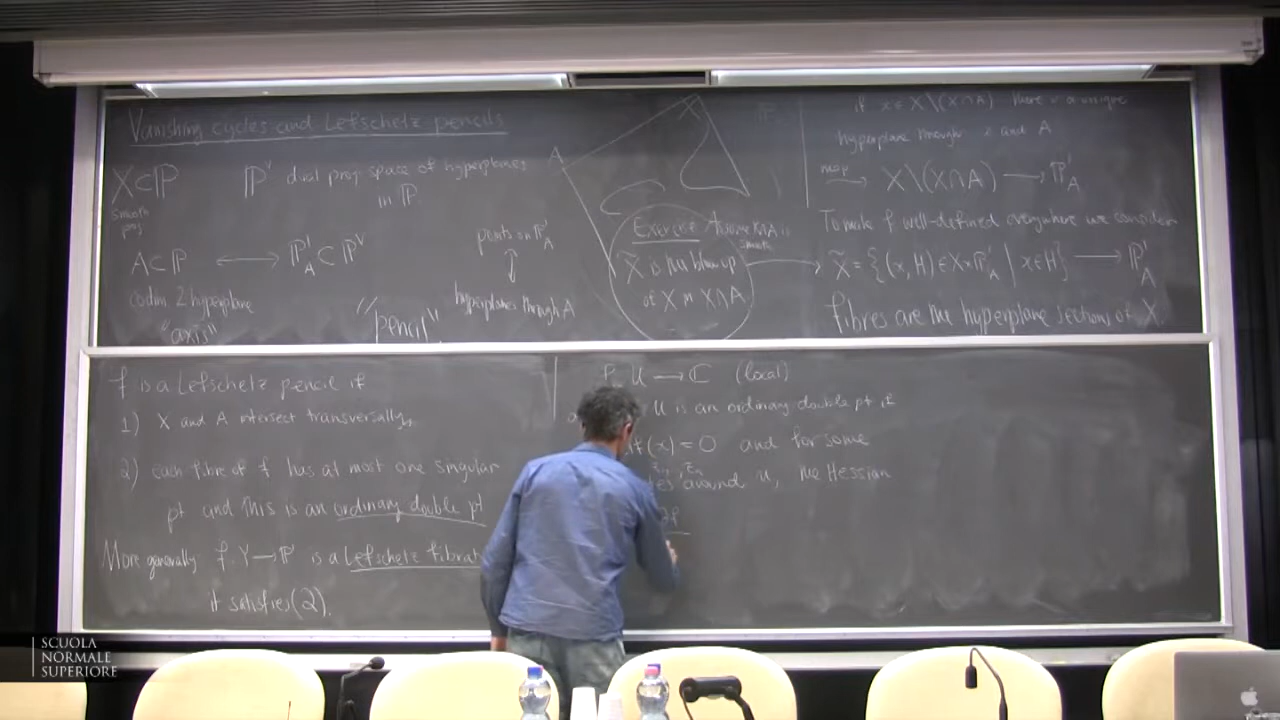 Vanishing cycles and Lefschetz pencils
X ⊂ ℙ
smooth
proj
ℙ^∨ dual proj. space of hyperplanes
in ℙ.
A ⊂ ℙ ⟷ ℙ¹_A ⊂ ℙ^∨
codim 2 hyperplane
"axis"
"pencil"
points on ℙ¹_A
↕
hyperplanes through A
A
X
Exercise Assume X∩A is
smooth
X̃ is the blow up
of X in X∩A
if x ∈ X\(X∩A) there is a unique
hyperplane through x and A
map
X\(X∩A) ⟶ ℙ¹_A
To make f well-defined everywhere we consider
X̃ = {(x,H) ∈ X×ℙ¹_A | x∈H} ⟶ ℙ¹_A
fibres are the hyperplane sections of X
f is a Lefschetz pencil if
1) X and A intersect transversally,
2) each fibre of f has at most one singular
pt and this is an ordinary double pt
More generally f: Y ⟶ ℙ¹ is a Lefschetz
it satisfies (2).
f U ⟶ ℂ (local)
U is an ordinary double pt if
(x) = 0 and for some
around u, the Hessian
∂f
SCUOLA
NORMALE
SUPERIORE